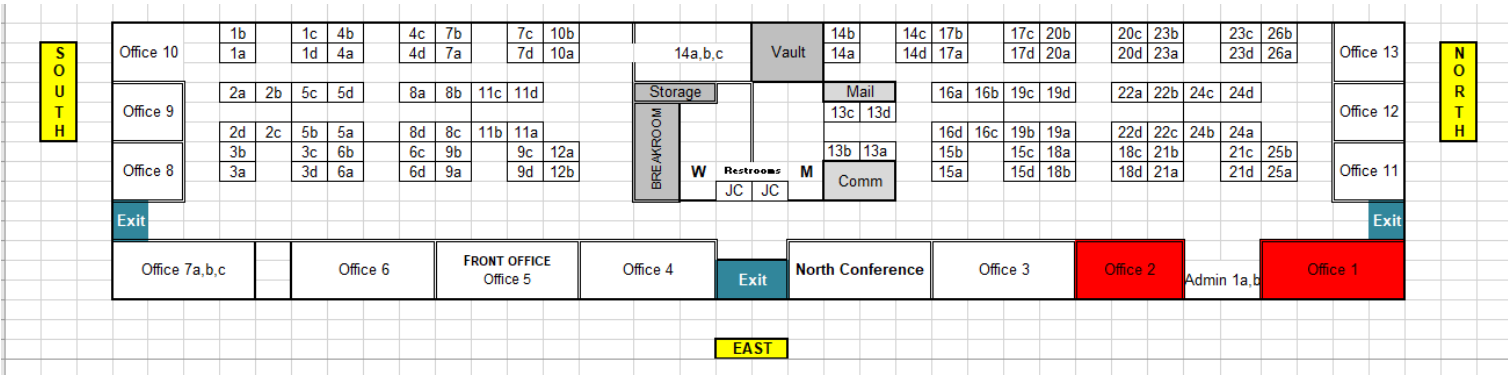 1b 1c 4b 4c 7b 7c 10b 14b 14c 17b 17c 20b 20c 23b 23c 26b
Office 10 1a 1d 4a 4d 7a 7d 10a 14a,b,c Vault 14a 14d 17a 17d 20a 20d 23a 23d 26a Office 13
SOUTH
NORTH
2a 2b 5c 5d 8a 8b 11c 11d Storage Mail 16a 16b 19c 19d 22a 22b 24c 24d
Office 9 13c 13d Office 12
2d 2c 5b 5a 8d 8c 11b 11a 16d 16c 19b 19a 22d 22c 24b 24a
BREAKROOM
3b 3c 6b 6c 9b 9c 12a 13b 13a 15b 15c 18a 18c 21b 21c 25b
Office 8 3a 3d 6a 6d 9a 9d 12b W Restrooms M Comm 15a 15d 18b 18d 21a 21d 25a Office 11
JC JC
Exit Exit
Office 7a,b,c Office 6 FRONT OFFICE
Office 5 Office 4 Exit North Conference Office 3 Office 2 Admin 1a,b Office 1
EAST